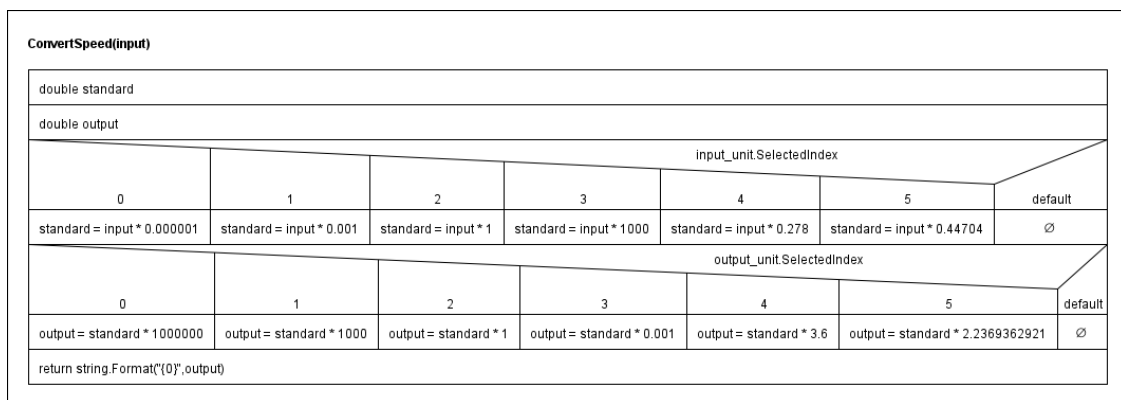 ConvertSpeed(input)
double standard
double output
input_unit.SelectedIndex
0 1 2 3 4 5 default
standard = input * 0.000001 standard = input * 0.001 standard = input * 1 standard = input * 1000 standard = input * 0.278 standard = input * 0.44704 ∅
output_unit.SelectedIndex
0 1 2 3 4 5 default
output = standard * 1000000 output = standard * 1000 output = standard * 1 output = standard * 0.001 output = standard * 3.6 output = standard * 2.2369362921 ∅
return string.Format("{0}",output)